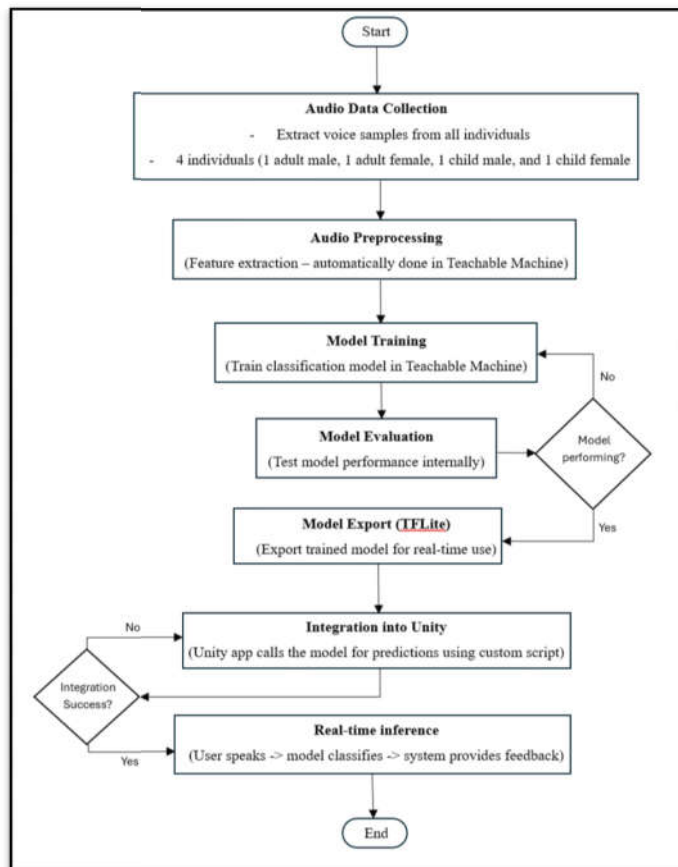 Start
Audio Data Collection
- Extract voice samples from all individuals
- 4 individuals (1 adult male, 1 adult female, 1 child male, and 1 child female
Audio Preprocessing
(Feature extraction – automatically done in Teachable Machine)
Model Training
(Train classification model in Teachable Machine)
No
Model Evaluation
(Test model performance internally)
Model
performing?
Model Export (TFLite)
(Export trained model for real-time use)
Yes
No
Integration into Unity
(Unity app calls the model for predictions using custom script)
Integration
Success?
Real-time inference
(User speaks -> model classifies -> system provides feedback)
Yes
End